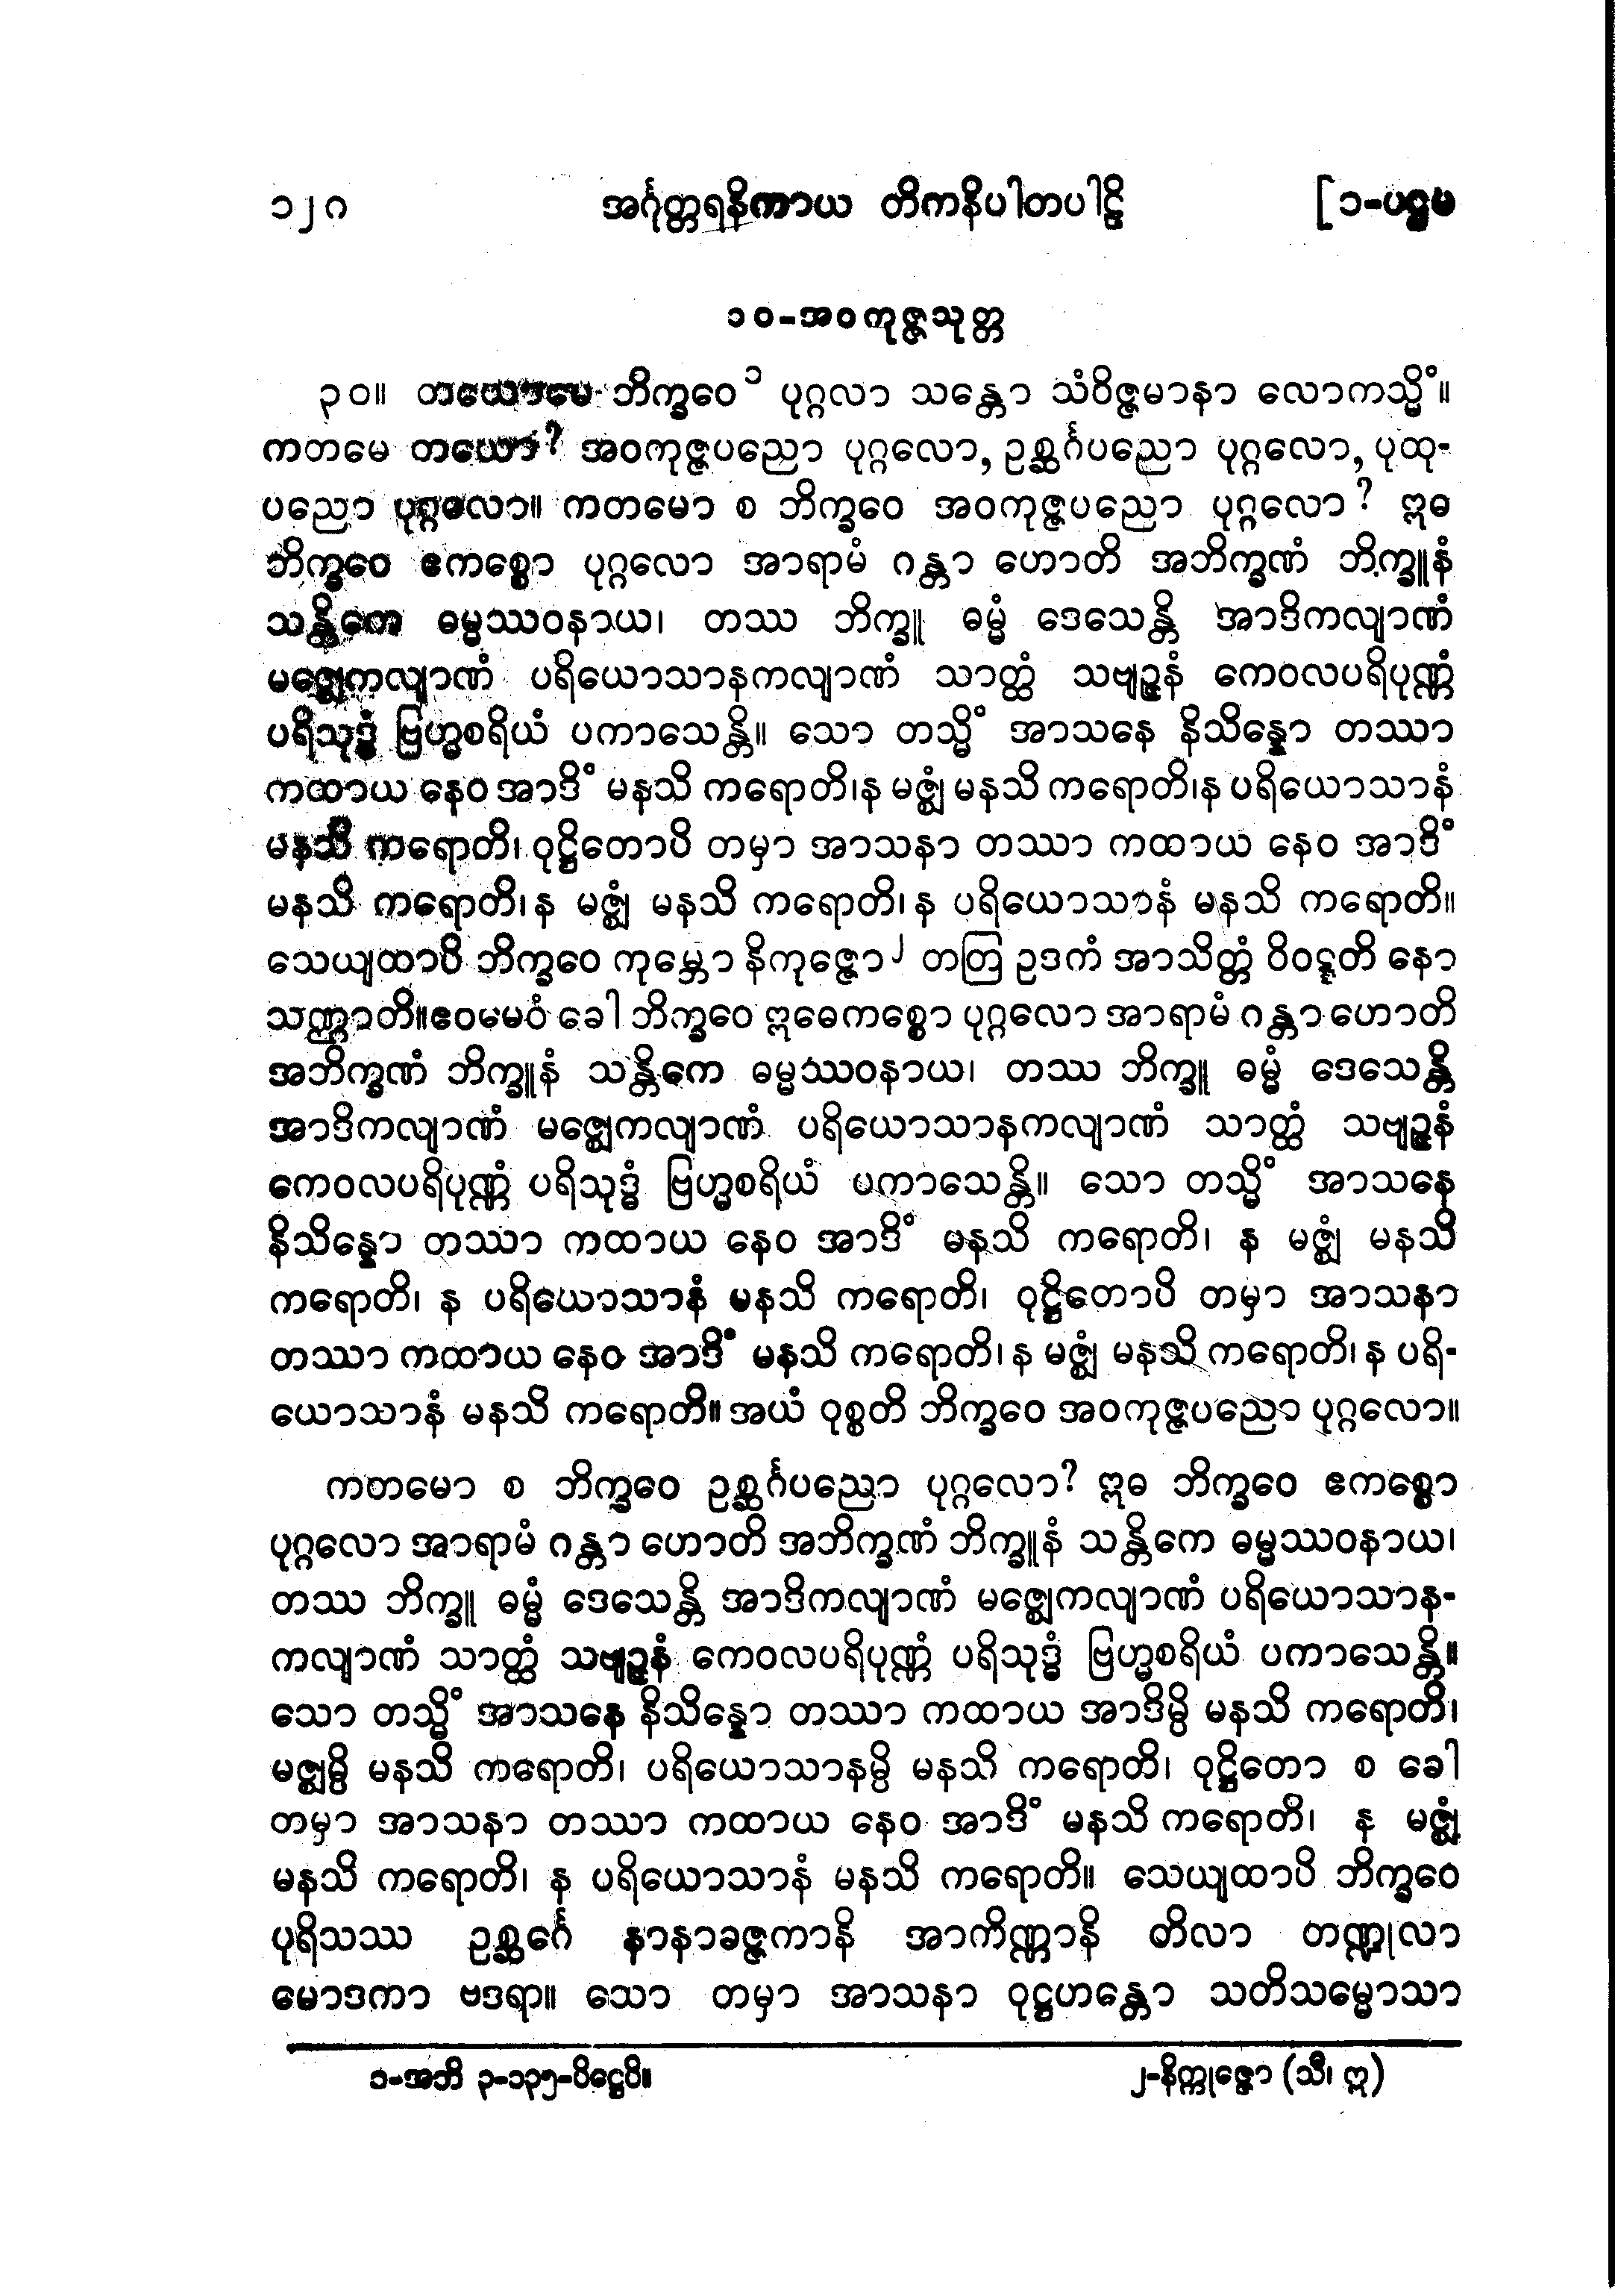 ၁၂၈ အင်္ဂုတ္တရနိကာယ တိကနိပါတပါဠိ [၁-ပဌမ
၁၀-အဝကုဇ္ဇသုတ္တ
၃၀။ တယောမေ ဘိက္ခဝေ ၁ ပုဂ္ဂလာ သန္တော သံဝိဇ္ဇမာနာ လောကသ္မိံ။
ကတမေ တယော? အဝကုဇ္ဇပညော ပုဂ္ဂလော, ဥစ္ဆင်္ဂပညော ပုဂ္ဂလော, ပုထု-
ပညော ပုဂ္ဂလော။ ကတမော စ ဘိက္ခဝေ အဝကုဇ္ဇပညော ပုဂ္ဂလော? ဣဓ
ဘိက္ခဝေ ဧကစ္စော ပုဂ္ဂလော အာရာမံ ဂန္တာ ဟောတိ အဘိက္ခဏံ ဘိက္ခူနံ
သန္တိကေ ဓမ္မဿဝနာယ၊ တဿ ဘိက္ခူ ဓမ္မံ ဒေသေန္တိ အာဒိကလျာဏံ
မဇ္ဈေကလျာဏံ ပရိယောသာနကလျာဏံ သာတ္ထံ သဗျဉ္ဇနံ ကေဝလပရိပုဏ္ဏံ
ပရိသုဒ္ဓံ ဗြဟ္မစရိယံ ပကာသေန္တိ။ သော တသ္မိံ အာသနေ နိသိန္နော တဿာ
ကထာယ နေဝ အာဒိံ မနသိ ကရောတိ၊ န မဇ္ဈံ မနသိ ကရောတိ၊ န ပရိယောသာနံ
မနသိ ကရောတိ၊ ဝုဋ္ဌိတောပိ တမှာ အာသနာ တဿာ ကထာယ နေဝ အာဒိံ
မနသိ ကရောတိ၊ န မဇ္ဈံ မနသိ ကရောတိ၊ န ပရိယောသာနံ မနသိ ကရောတိ။
သေယျထာပိ ဘိက္ခဝေ ကုမ္ဘော နိကုဇ္ဇော ၂ တတြ ဥဒကံ အာသိတ္တံ ဝိဝဋ္ဋတိ နော
သဏ္ဌာတိ။ ဧဝမေဝံ ခေါ ဘိက္ခဝေ ဣဓေကစ္စော ပုဂ္ဂလော အာရာမံ ဂန္တာ ဟောတိ
အဘိက္ခဏံ ဘိက္ခူနံ သန္တိကေ ဓမ္မဿဝနာယ၊ တဿ ဘိက္ခူ ဓမ္မံ ဒေသေန္တိ
အာဒိကလျာဏံ မဇ္ဈေကလျာဏံ ပရိယောသာနကလျာဏံ သာတ္ထံ သဗျဉ္ဇနံ
ကေဝလပရိပုဏ္ဏံ ပရိသုဒ္ဓံ ဗြဟ္မစရိယံ ပကာသေန္တိ။ သော တသ္မိံ အာသနေ
နိသိန္နော တဿာ ကထာယ နေဝ အာဒိံ မနသိ ကရောတိ၊ န မဇ္ဈံ မနသိ
ကရောတိ၊ န ပရိယောသာနံ မနသိ ကရောတိ၊ ဝုဋ္ဌိတောပိ တမှာ အာသနာ
တဿာ ကထာယ နေဝ အာဒိံ မနသိ ကရောတိ၊ န မဇ္ဈံ မနသိ ကရောတိ၊ န ပရိ-
ယောသာနံ မနသိ ကရောတိ။ အယံ ဝုစ္စတိ ဘိက္ခဝေ အဝကုဇ္ဇပညော ပုဂ္ဂလော။
ကတမော စ ဘိက္ခဝေ ဥစ္ဆင်္ဂပညော ပုဂ္ဂလော? ဣဓ ဘိက္ခဝေ ဧကစ္စော
ပုဂ္ဂလော အာရာမံ ဂန္တာ ဟောတိ အဘိက္ခဏံ ဘိက္ခူနံ သန္တိကေ ဓမ္မဿဝနာယ၊
တဿ ဘိက္ခူ ဓမ္မံ ဒေသေန္တိ အာဒိကလျာဏံ မဇ္ဈေကလျာဏံ ပရိယောသာန-
ကလျာဏံ သာတ္ထံ သဗျဉ္ဇနံ ကေဝလပရိပုဏ္ဏံ ပရိသုဒ္ဓံ ဗြဟ္မစရိယံ ပကာသေန္တိ။
သော တသ္မိံ အာသနေ နိသိန္နော တဿာ ကထာယ အာဒိမ္ပိ မနသိ ကရောတိ၊
မဇ္ဈမ္ပိ မနသိ ကရောတိ၊ ပရိယောသာနမ္ပိ မနသိ ကရောတိ၊ ဝုဋ္ဌိတော စ ခေါ
တမှာ အာသနာ တဿာ ကထာယ နေဝ အာဒိံ မနသိ ကရောတိ၊ န မဇ္ဈံ
မနသိ ကရောတိ၊ န ပရိယောသာနံ မနသိ ကရောတိ။ သေယျထာပိ ဘိက္ခဝေ
ပုရိသဿ ဥစ္ဆင်္ဂေ နာနာခဇ္ဇကာနိ အာကိဏ္ဏာနိ တိလာ တဏ္ဍုလာ
မောဒကာ ဗဒရာ။ သော တမှာ အာသနာ ဝုဋ္ဌဟန္တော သတိသမ္မောသာ
၁-အဘိ ၃-၁၃၅-ပိဋ္ဌေပိ။ ၂-နိက္ကုဇ္ဇော (သီ၊ ဣ)